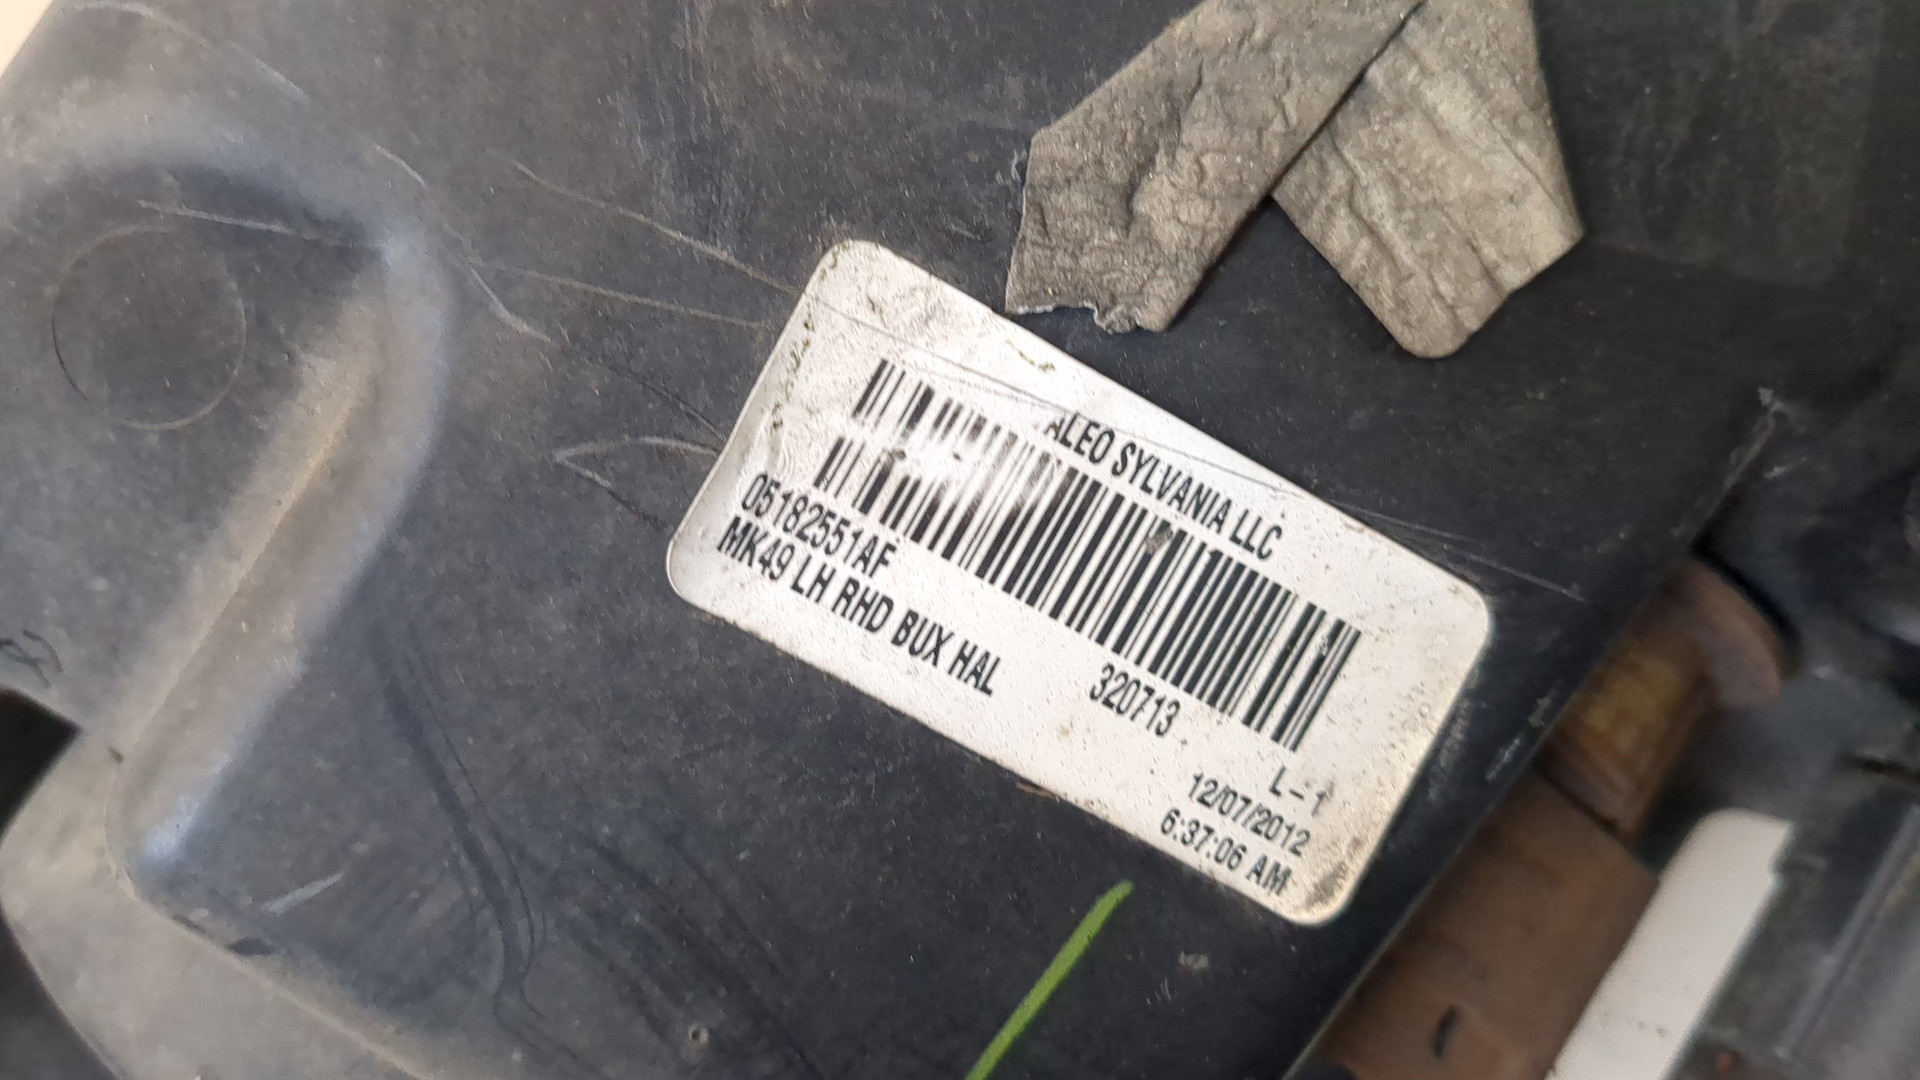 ALEO SYLVANIA LLC
05182551AF
MK49 LH RHD BUX HAL
320713
L-1
12/07/2012
6:37:06 AM